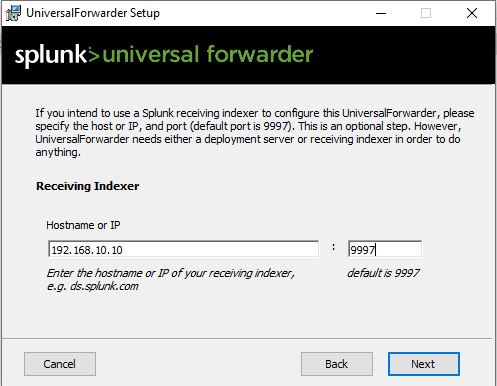 UniversalForwarder Setup
splunk>universal forwarder
If you intend to use a Splunk receiving indexer to configure this UniversalForwarder, please
specify the host or IP, and port (default port is 9997). This is an optional step. However,
UniversalForwarder needs either a deployment server or receiving indexer in order to do
anything.
Receiving Indexer
Hostname or IP
192.168.10.10 : 9997
Enter the hostname or IP of your receiving indexer, default is 9997
e.g. ds.splunk.com
Cancel Back Next